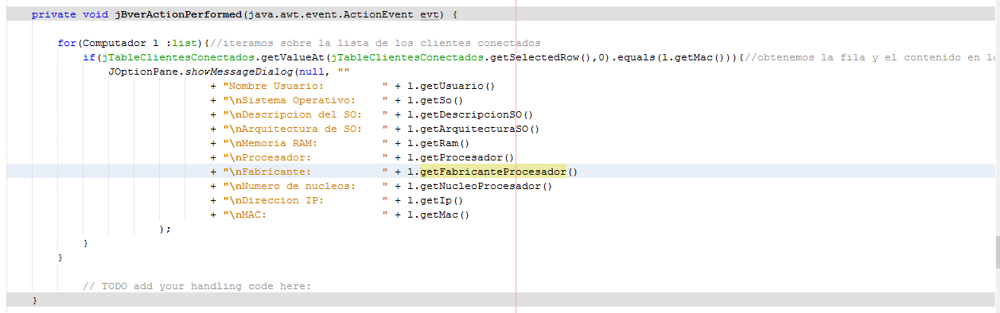 private void jBverActionPerformed(java.awt.event.ActionEvent evt) {
for(Computador l :list){//iteramos sobre la lista de los clientes conectados
if(jTableClientesConectados.getValueAt(jTableClientesConectados.getSelectedRow(),0).equals(l.getMac())){//obtenemos la fila y el contenido en la
JOptionPane.showMessageDialog(null, ""
+ "Nombre Usuario:         " + l.getUsuario()
+ "\nSistema Operativo:    " + l.getSo()
+ "\nDescripcion del SO:   " + l.getDescripcionSO()
+ "\nArquitectura de SO:   " + l.getArquitecturaSO()
+ "\nMemoria RAM:          " + l.getRam()
+ "\nProcesador:           " + l.getProcesador()
+ "\nFabricante:           " + l.getFabricanteProcesador()
+ "\nNumero de nucleos:    " + l.getNucleoProcesador()
+ "\nDireccion IP:         " + l.getIp()
+ "\nMAC:                  " + l.getMac()
);
}
}
// TODO add your handling code here:
}